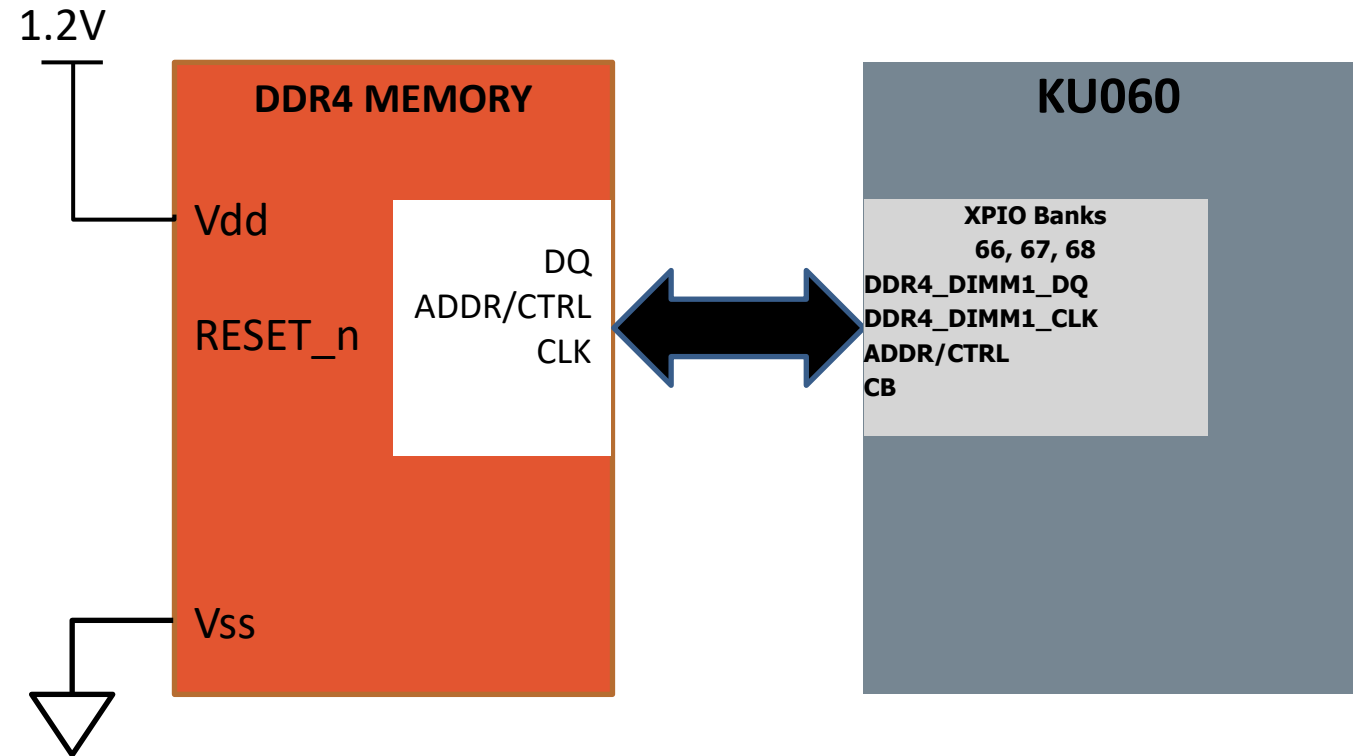 1.2V
DDR4 MEMORY
Vdd
RESET_n
Vss
DQ
ADDR/CTRL
CLK
KU060
XPIO Banks
66, 67, 68
DDR4_DIMM1_DQ
DDR4_DIMM1_CLK
ADDR/CTRL
CB